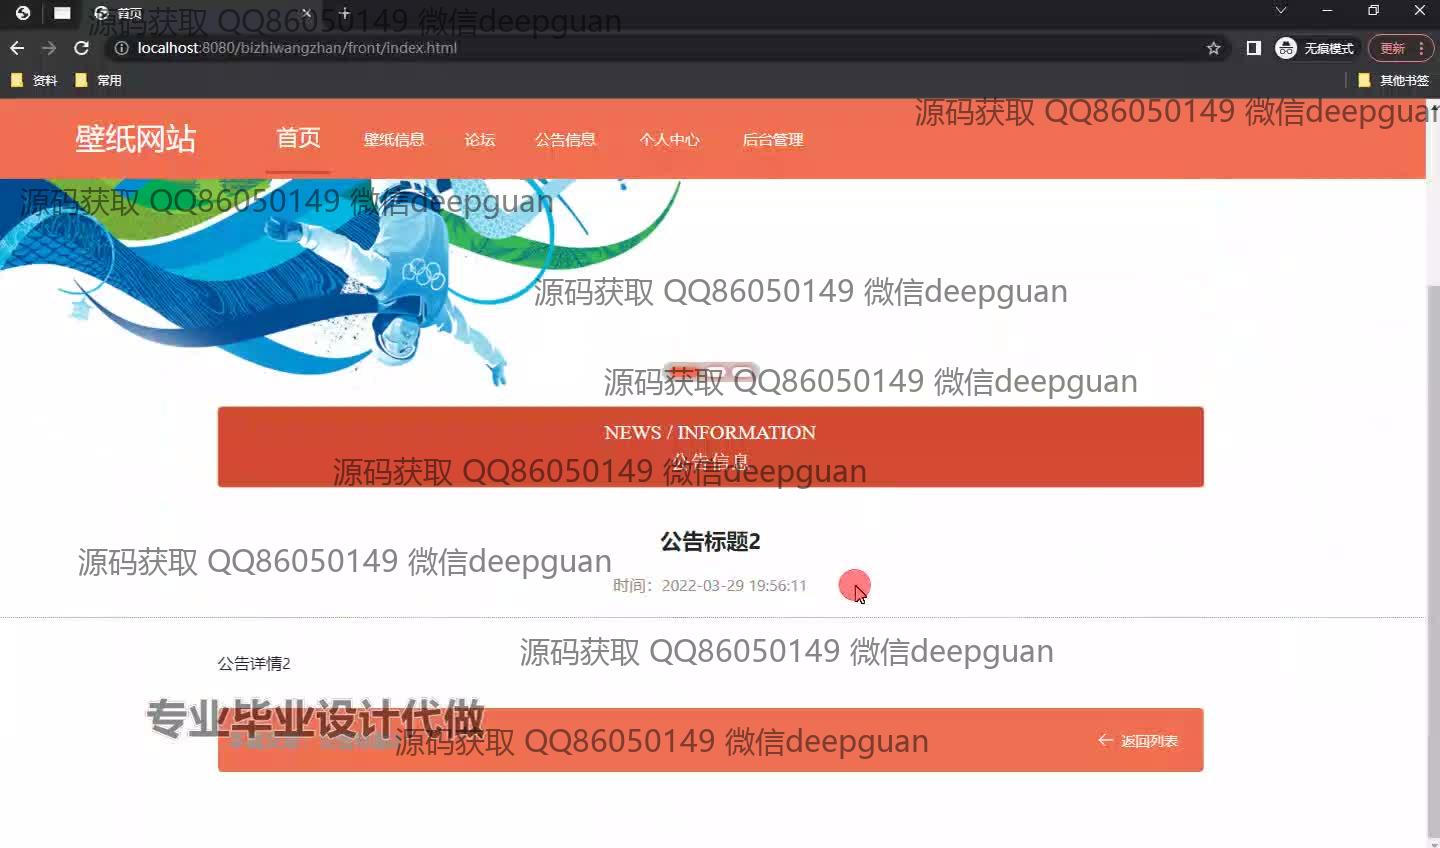 首页
源码获取 QQ86050149 微信deepguan
localhost:8080/bizhiwangzhan/front/index.html
无痕模式
更新
资料
常用
其他书签
源码获取 QQ86050149 微信deepguan
壁纸网站
首页
壁纸信息
论坛
公告信息
个人中心
后台管理
源码获取 QQ86050149 微信deepguan
源码获取 QQ86050149 微信deepguan
源码获取 QQ86050149 微信deepguan
NEWS / INFORMATION
公告信息
源码获取 QQ86050149 微信deepguan
公告标题2
源码获取 QQ86050149 微信deepguan
时间：2022-03-29 19:56:11
源码获取 QQ86050149 微信deepguan
公告详情2
专业毕业设计代做
源码获取 QQ86050149 微信deepguan
返回列表